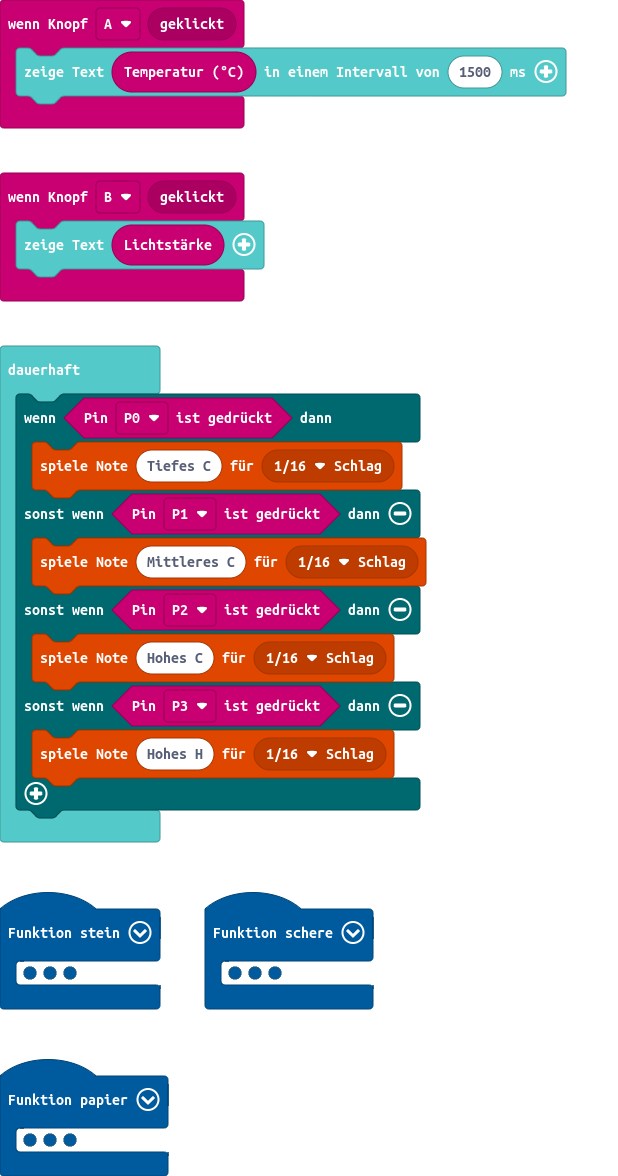 wenn Knopf A geklickt
zeige Text Temperatur (°C) in einem Intervall von 1500 ms
wenn Knopf B geklickt
zeige Text Lichtstärke
dauerhaft
wenn Pin P0 ist gedrückt dann
spiele Note Tiefes C für 1/16 Schlag
sonst wenn Pin P1 ist gedrückt dann
spiele Note Mittleres C für 1/16 Schlag
sonst wenn Pin P2 ist gedrückt dann
spiele Note Hohes C für 1/16 Schlag
sonst wenn Pin P3 ist gedrückt dann
spiele Note Hohes H für 1/16 Schlag
Funktion stein
Funktion schere
Funktion papier